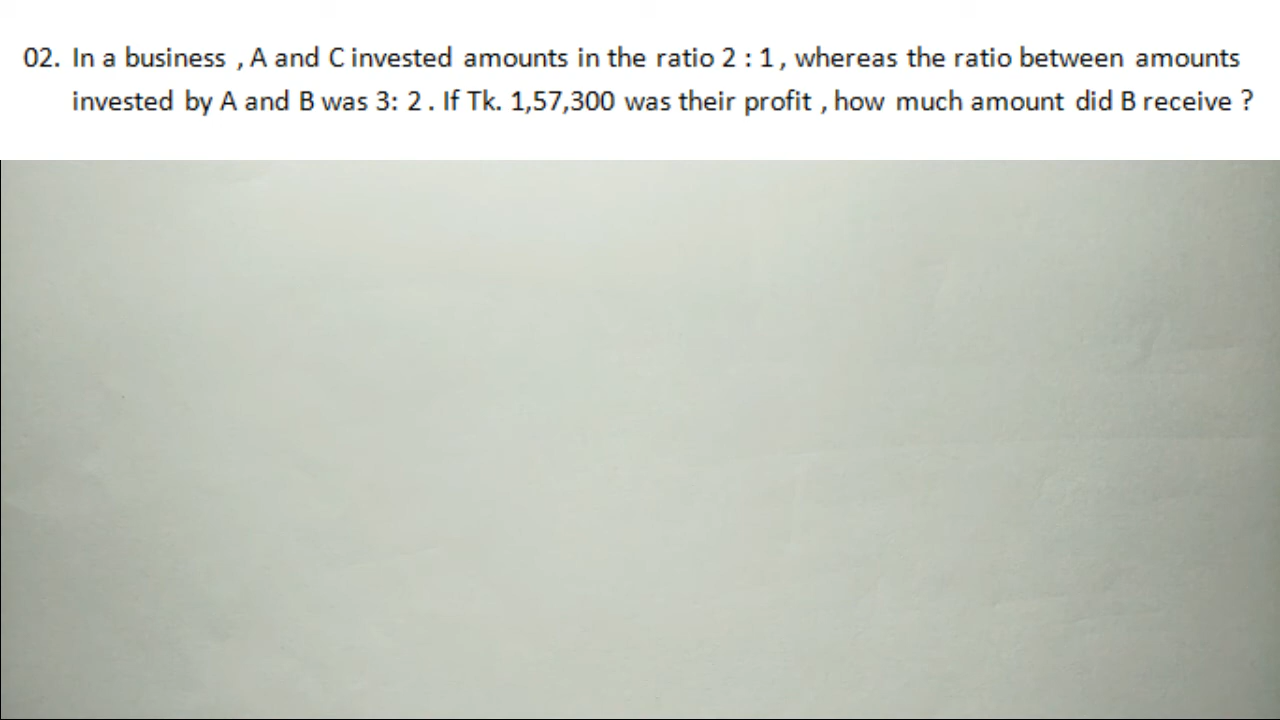 02. In a business , A and C invested amounts in the ratio 2 : 1 , whereas the ratio between amounts
invested by A and B was 3: 2 . If Tk. 1,57,300 was their profit , how much amount did B receive ?